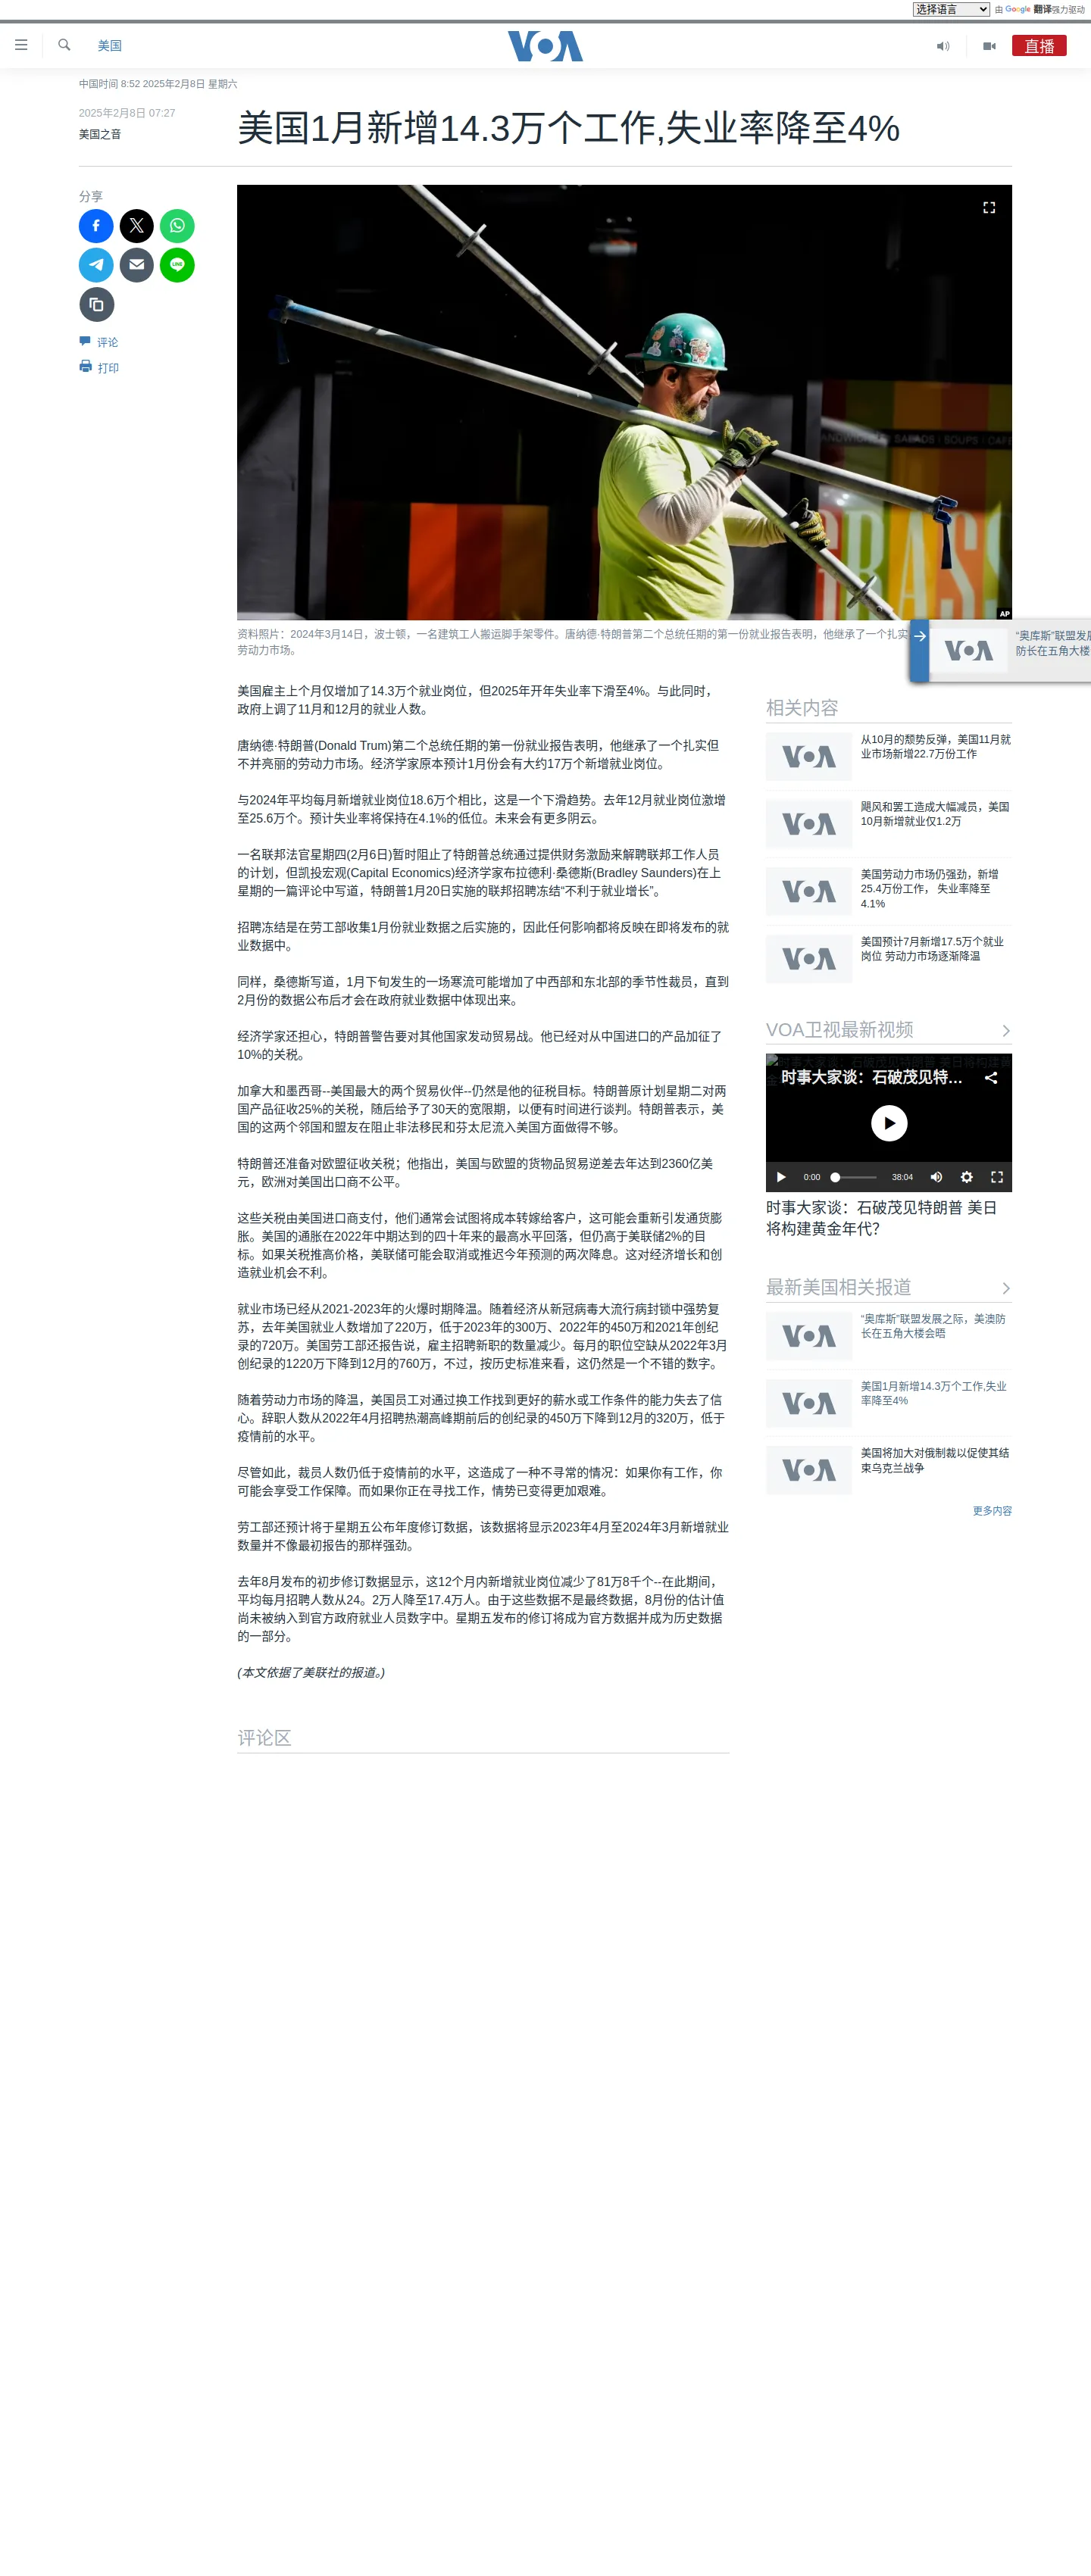 选择语言 由 Google 翻译强力驱动
美国
VOA
直播
中国时间 8:52 2025年2月8日 星期六
2025年2月8日 07:27
美国之音
美国1月新增14.3万个工作,失业率降至4%
分享
LINE
评论
打印
ANDWICH SALADS | SOUPS | CAFE
GRASS
AP
资料照片：2024年3月14日，波士顿，一名建筑工人搬运脚手架零件。唐纳德·特朗普第二个总统任期的第一份就业报告表明，他继承了一个扎实
劳动力市场。
VOA
“奥库斯”联盟发展
防长在五角大楼
美国雇主上个月仅增加了14.3万个就业岗位，但2025年开年失业率下滑至4%。与此同时，
政府上调了11月和12月的就业人数。
唐纳德·特朗普(Donald Trum)第二个总统任期的第一份就业报告表明，他继承了一个扎实但
不并亮丽的劳动力市场。经济学家原本预计1月份会有大约17万个新增就业岗位。
与2024年平均每月新增就业岗位18.6万个相比，这是一个下滑趋势。去年12月就业岗位激增
至25.6万个。预计失业率将保持在4.1%的低位。未来会有更多阴云。
一名联邦法官星期四(2月6日)暂时阻止了特朗普总统通过提供财务激励来解聘联邦工作人员
的计划，但凯投宏观(Capital Economics)经济学家布拉德利·桑德斯(Bradley Saunders)在上
星期的一篇评论中写道，特朗普1月20日实施的联邦招聘冻结“不利于就业增长”。
招聘冻结是在劳工部收集1月份就业数据之后实施的，因此任何影响都将反映在即将发布的就
业数据中。
同样，桑德斯写道，1月下旬发生的一场寒流可能增加了中西部和东北部的季节性裁员，直到
2月份的数据公布后才会在政府就业数据中体现出来。
经济学家还担心，特朗普警告要对其他国家发动贸易战。他已经对从中国进口的产品加征了
10%的关税。
加拿大和墨西哥--美国最大的两个贸易伙伴--仍然是他的征税目标。特朗普原计划星期二对两
国产品征收25%的关税，随后给予了30天的宽限期，以便有时间进行谈判。特朗普表示，美
国的这两个邻国和盟友在阻止非法移民和芬太尼流入美国方面做得不够。
特朗普还准备对欧盟征收关税；他指出，美国与欧盟的货物品贸易逆差去年达到2360亿美
元，欧洲对美国出口商不公平。
这些关税由美国进口商支付，他们通常会试图将成本转嫁给客户，这可能会重新引发通货膨
胀。美国的通胀在2022年中期达到的四十年来的最高水平回落，但仍高于美联储2%的目
标。如果关税推高价格，美联储可能会取消或推迟今年预测的两次降息。这对经济增长和创
造就业机会不利。
就业市场已经从2021-2023年的火爆时期降温。随着经济从新冠病毒大流行病封锁中强势复
苏，去年美国就业人数增加了220万，低于2023年的300万、2022年的450万和2021年创纪
录的720万。美国劳工部还报告说，雇主招聘新职的数量减少。每月的职位空缺从2022年3月
创纪录的1220万下降到12月的760万，不过，按历史标准来看，这仍然是一个不错的数字。
随着劳动力市场的降温，美国员工对通过换工作找到更好的薪水或工作条件的能力失去了信
心。辞职人数从2022年4月招聘热潮高峰期前后的创纪录的450万下降到12月的320万，低于
疫情前的水平。
尽管如此，裁员人数仍低于疫情前的水平，这造成了一种不寻常的情况：如果你有工作，你
可能会享受工作保障。而如果你正在寻找工作，情势已变得更加艰难。
劳工部还预计将于星期五公布年度修订数据，该数据将显示2023年4月至2024年3月新增就业
数量并不像最初报告的那样强劲。
去年8月发布的初步修订数据显示，这12个月内新增就业岗位减少了81万8千个--在此期间，
平均每月招聘人数从24。2万人降至17.4万人。由于这些数据不是最终数据，8月份的估计值
尚未被纳入到官方政府就业人员数字中。星期五发布的修订将成为官方数据并成为历史数据
的一部分。
(本文依据了美联社的报道。)
评论区
相关内容
VOA
从10月的颓势反弹，美国11月就
业市场新增22.7万份工作
VOA
飓风和罢工造成大幅减员，美国
10月新增就业仅1.2万
VOA
美国劳动力市场仍强劲，新增
25.4万份工作， 失业率降至
4.1%
VOA
美国预计7月新增17.5万个就业
岗位 劳动力市场逐渐降温
VOA卫视最新视频
时事大家谈：石破茂见特…
0:00 38:04
时事大家谈：石破茂见特朗普 美日
将构建黄金年代？
最新美国相关报道
VOA
“奥库斯”联盟发展之际，美澳防
长在五角大楼会晤
VOA
美国1月新增14.3万个工作,失业
率降至4%
VOA
美国将加大对俄制裁以促使其结
束乌克兰战争
更多内容